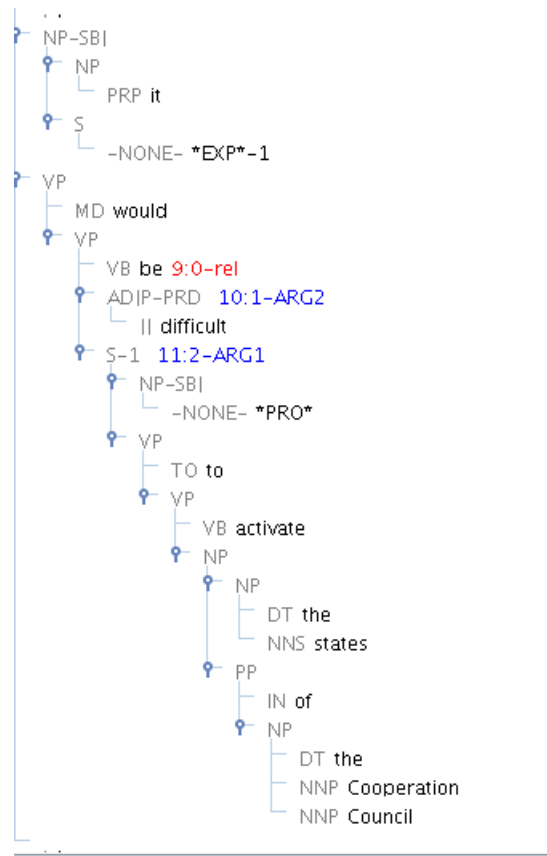 NP-SBJ
NP
PRP it
S
-NONE- *EXP*-1
VP
MD would
VP
VB be 9:0-rel
ADJP-PRD 10:1-ARG2
JJ difficult
S-1 11:2-ARG1
NP-SBJ
-NONE- *PRO*
VP
TO to
VP
VB activate
NP
NP
DT the
NNS states
PP
IN of
NP
DT the
NNP Cooperation
NNP Council